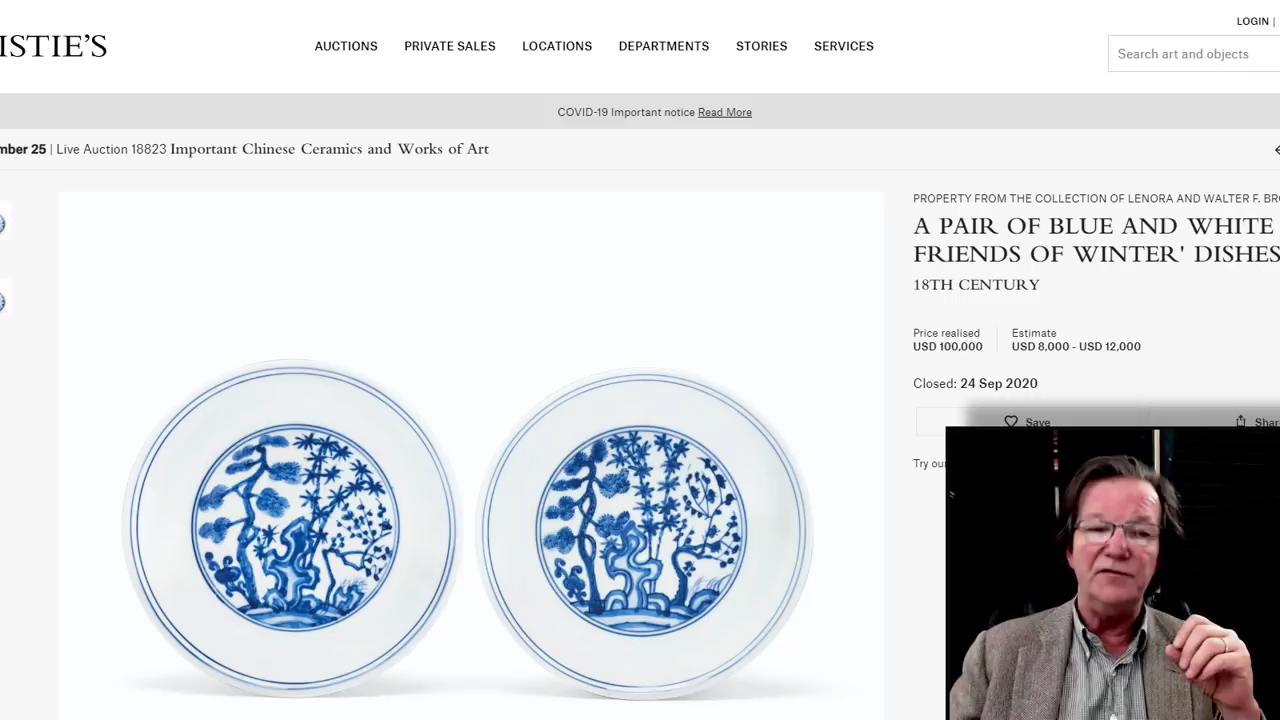 LOGIN |
ISTIE'S
AUCTIONS PRIVATE SALES LOCATIONS DEPARTMENTS STORIES SERVICES
Search art and objects
COVID-19 Important notice Read More
mber 25 | Live Auction 18823 Important Chinese Ceramics and Works of Art
PROPERTY FROM THE COLLECTION OF LENORA AND WALTER F. BR
A PAIR OF BLUE AND WHITE
FRIENDS OF WINTER' DISHES
18TH CENTURY
Price realised Estimate
USD 100,000 USD 8,000 - USD 12,000
Closed: 24 Sep 2020
Save Shar
Try our